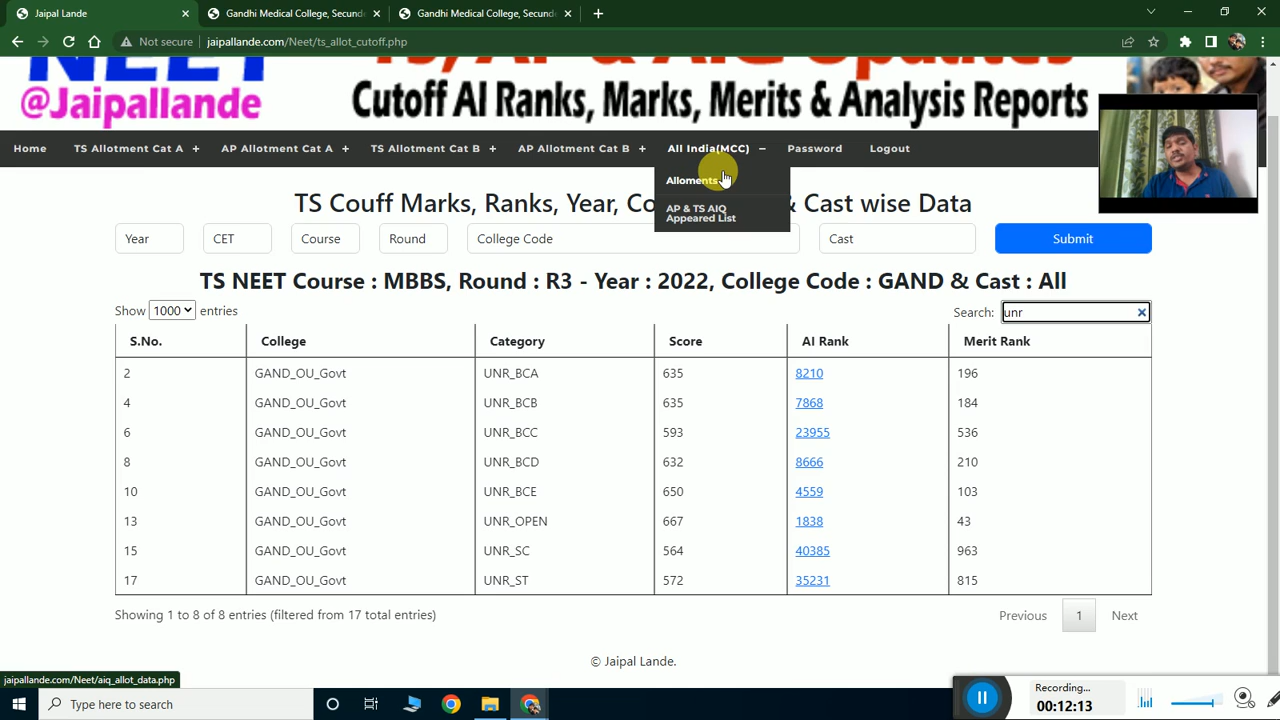 Jaipal Lande
Gandhi Medical College, Secund
Gandhi Medical College, Secund
Not secure
jaipallande.com/Neet/ts_allot_cutoff.php
NEET
@Jaipallande
TS, AP & AIQ Updates
Cutoff AI Ranks, Marks, Merits & Analysis Reports
Home TS Allotment Cat A + AP Allotment Cat A + TS Allotment Cat B + AP Allotment Cat B + All India(MCC) – Password Logout
Alloments
AP & TS AIQ
Appeared List
TS Couff Marks, Ranks, Year, Co & Cast wise Data
Year CET Course Round College Code Cast Submit
TS NEET Course : MBBS, Round : R3 - Year : 2022, College Code : GAND & Cast : All
Show 1000 entries Search: unr
S.No. College Category Score AI Rank Merit Rank
2 GAND_OU_Govt UNR_BCA 635 8210 196
4 GAND_OU_Govt UNR_BCB 635 7868 184
6 GAND_OU_Govt UNR_BCC 593 23955 536
8 GAND_OU_Govt UNR_BCD 632 8666 210
10 GAND_OU_Govt UNR_BCE 650 4559 103
13 GAND_OU_Govt UNR_OPEN 667 1838 43
15 GAND_OU_Govt UNR_SC 564 40385 963
17 GAND_OU_Govt UNR_ST 572 35231 815
Showing 1 to 8 of 8 entries (filtered from 17 total entries) Previous 1 Next
© Jaipal Lande.
jaipallande.com/Neet/aiq_allot_data.php
Type here to search
Recording...
00:12:13